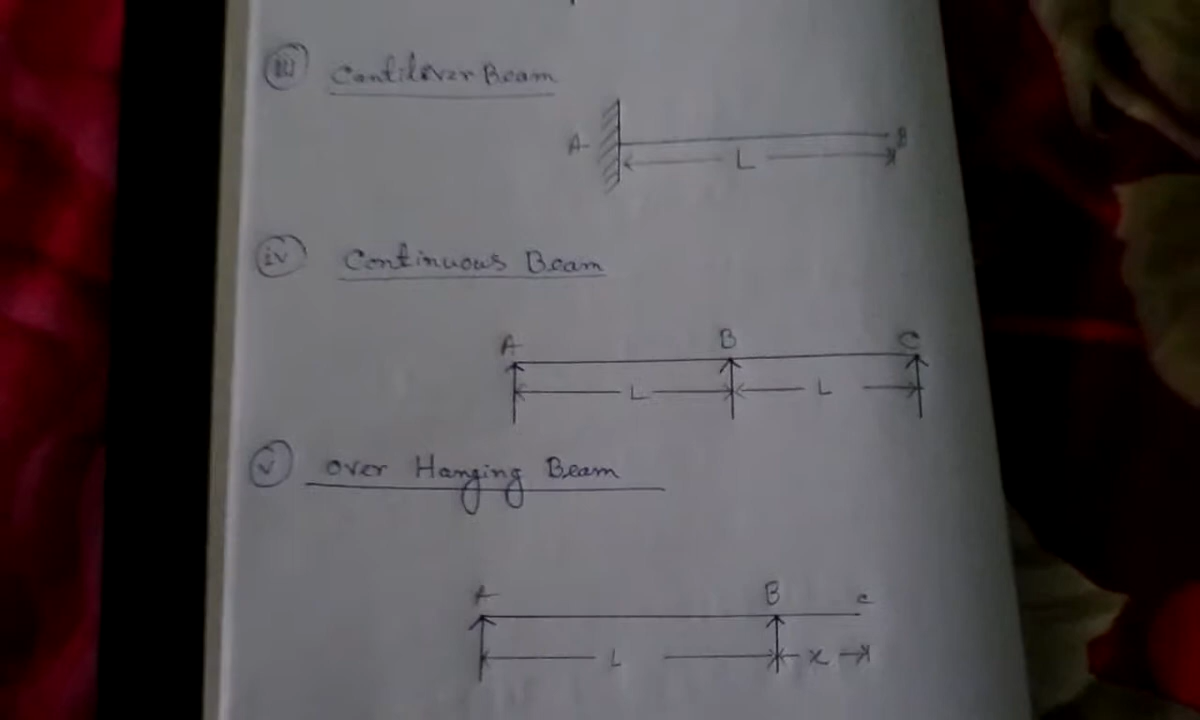 iii Cantilever Beam
A B
L
iv Continuous Beam
A B C
L L
v over Hanging Beam
A B c
L x